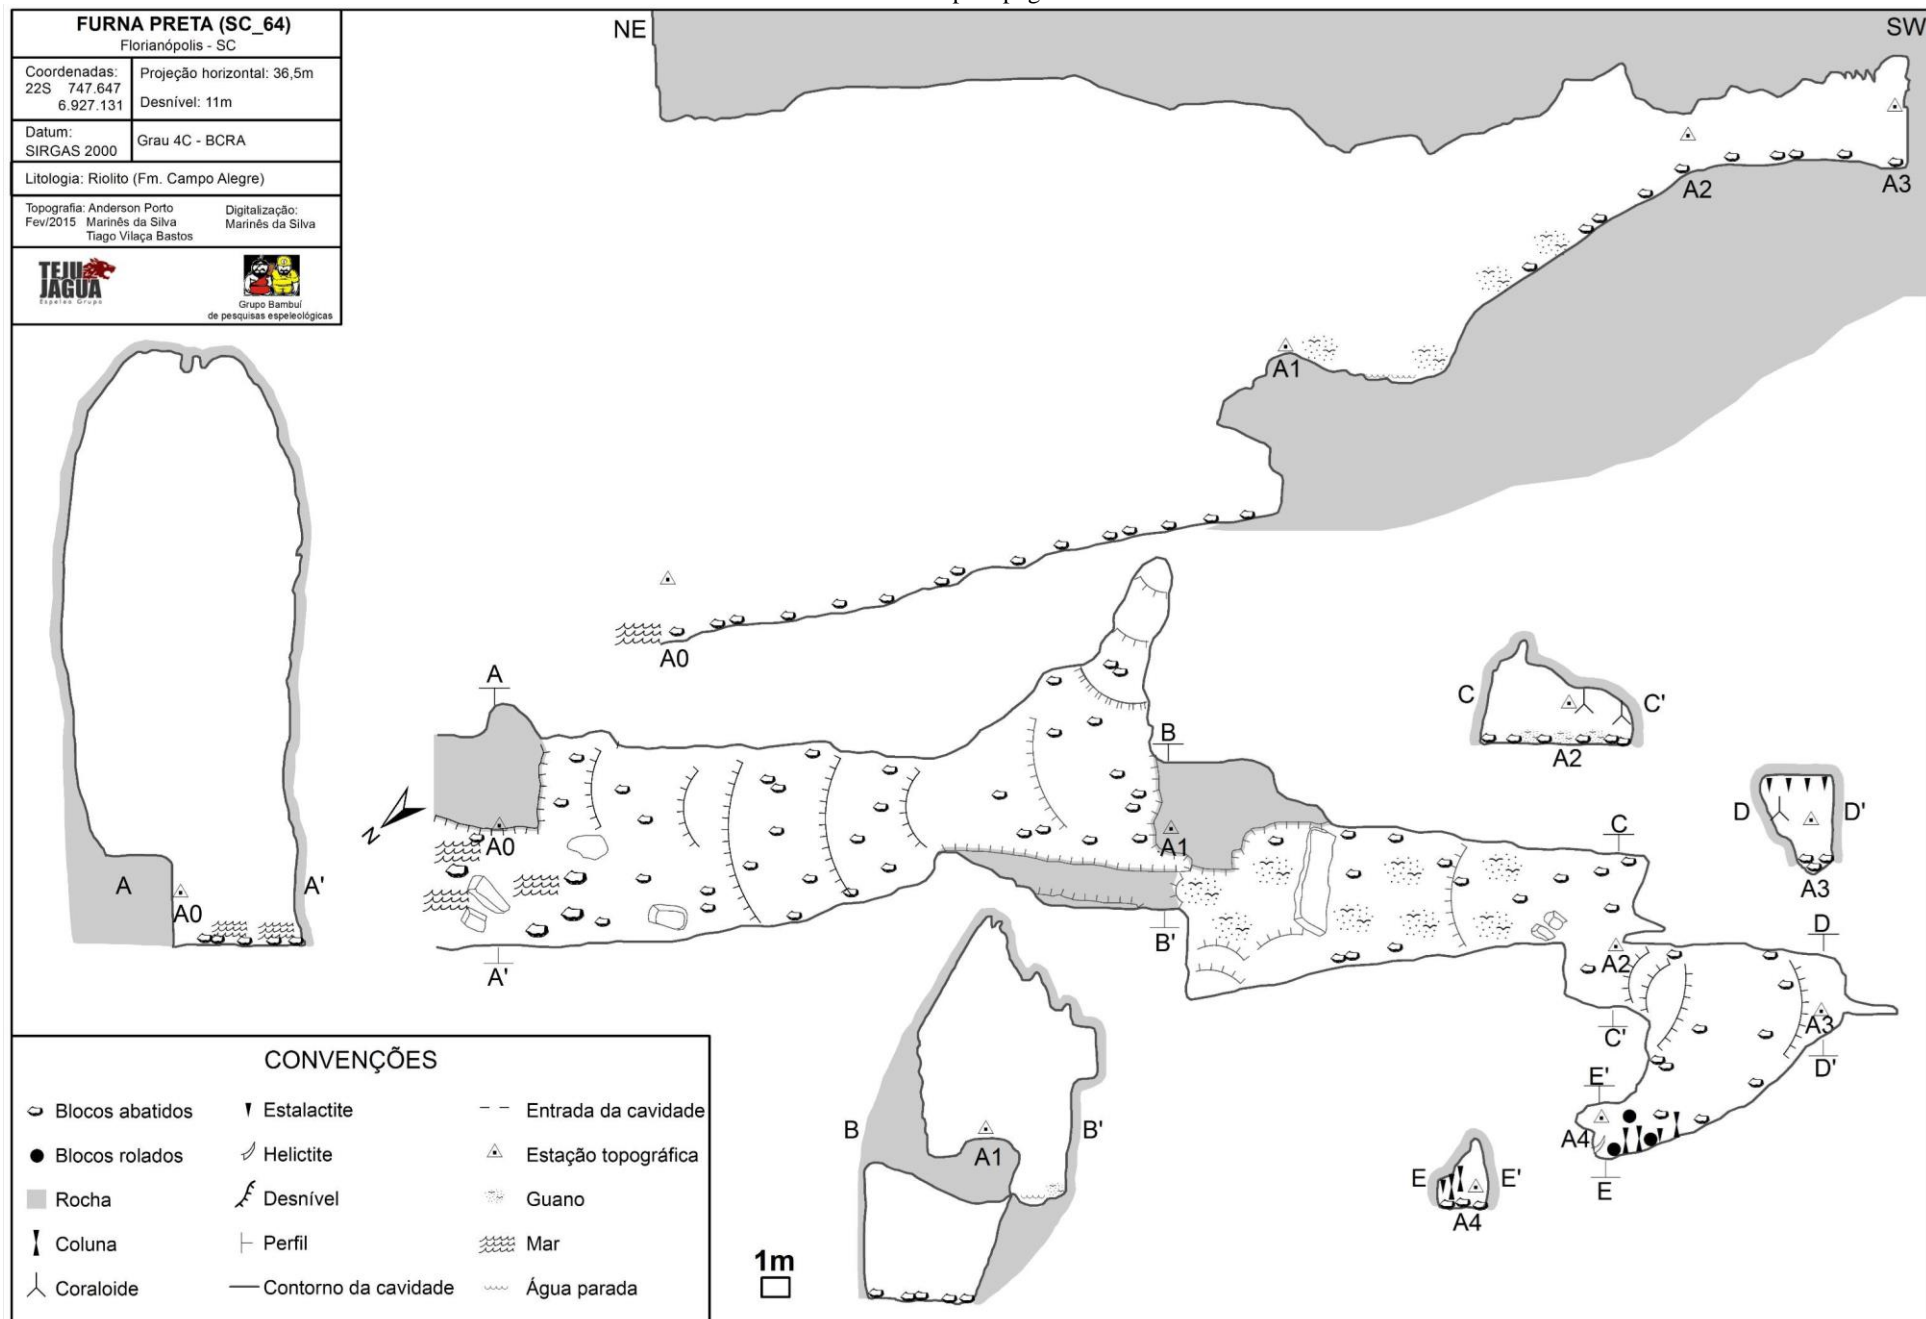 FURNA PRETA (SC_64)
Florianópolis - SC
Coordenadas:
22S 747.647
6.927.131
Projeção horizontal: 36,5m
Desnível: 11m
Datum:
SIRGAS 2000
Grau 4C - BCRA
Litologia: Riolito (Fm. Campo Alegre)
Topografia: Anderson Porto
Fev/2015 Marinês da Silva
Tiago Vilaça Bastos
Digitalização:
Marinês da Silva
TEJU
JAGUA
Espeleo Grupo
Grupo Bambuí
de pesquisas espeleológicas
NE
SW
A2
A3
A1
A0
A
A0
A'
A
A0
A'
B
A1
B'
C
A2
C'
D
A3
D'
E'
A4
E
C
C'
A2
D
D'
A3
E
E'
A4
B
A1
B'
1m
CONVENÇÕES
Blocos abatidos
Estalactite
Entrada da cavidade
Blocos rolados
Helictite
Estação topográfica
Rocha
Desnível
Guano
Coluna
Perfil
Mar
Coraloide
Contorno da cavidade
Água parada
N